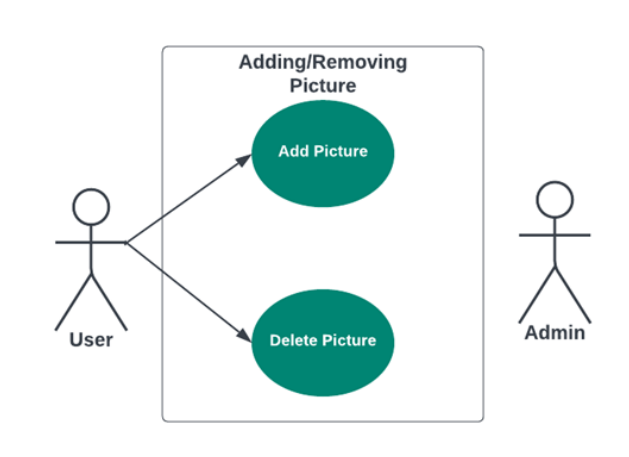 Adding/Removing
Picture
Add Picture
Delete Picture
User
Admin